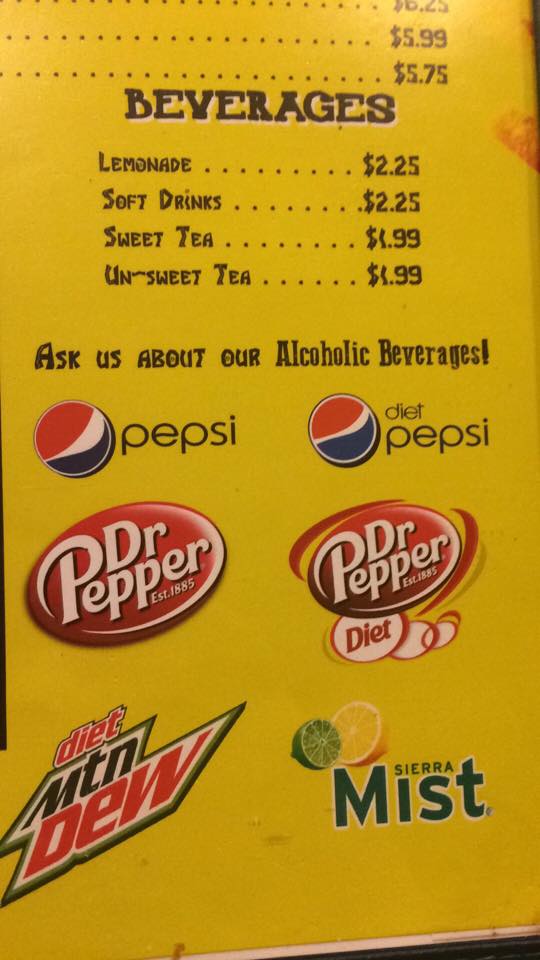 $6.25
. . . . . . . . . . . . . . . . . . . . $5.99
. . . . . . . . . . . . . . . . . . . . $5.75
BEVERAGES
LEMONADE . . . . . . . . . $2.25
SOFT DRINKS . . . . . . . .$2.25
SWEET TEA . . . . . . . . $1.99
UN~SWEET TEA . . . . . . $1.99
ASK US ABOUT OUR Alcoholic Beverages!
pepsi
diet
pepsi
Dr
Pepper
Est.1885
Dr
Pepper
Est.1885
Diet
diet
mtn
DEW
SIERRA
Mist